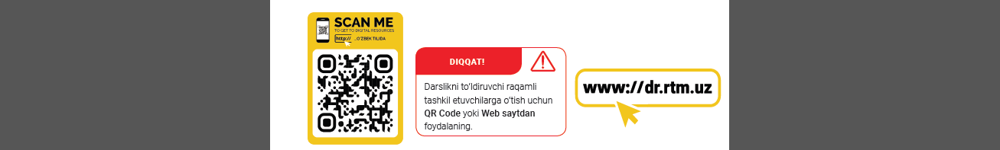 SCAN ME
TO GET TO DIGITAL RESOURCES
http:// ...O‘ZBEK TILIDA
DIQQAT!
Darslikni to‘ldiruvchi raqamli
tashkil etuvchilarga o‘tish uchun
QR Code yoki Web saytdan
foydalaning.
www://dr.rtm.uz